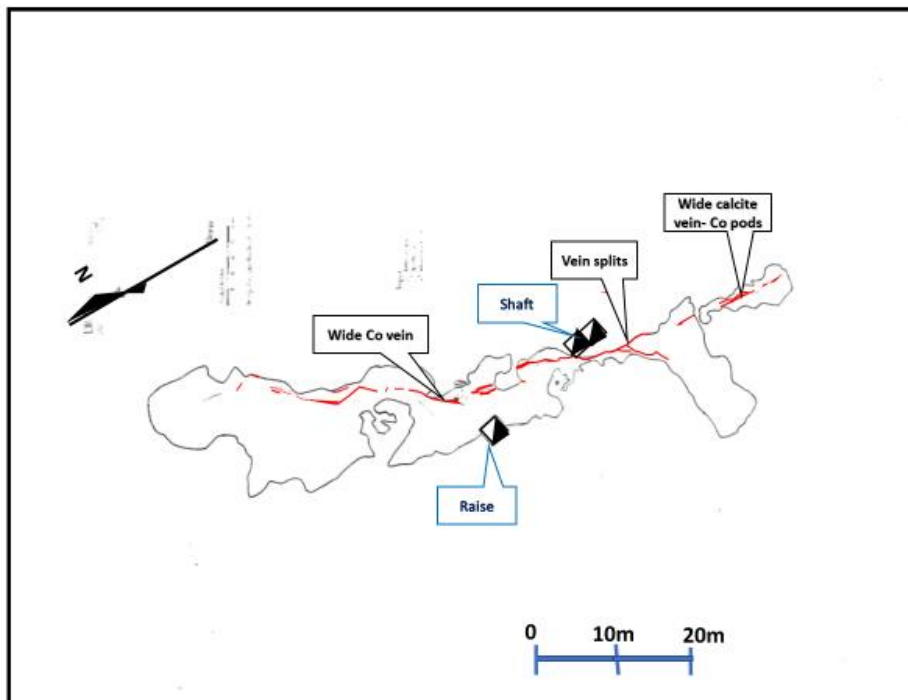 Wide calcite
vein- Co pods
N
Vein splits
Shaft
Wide Co vein
Raise
0 10m 20m